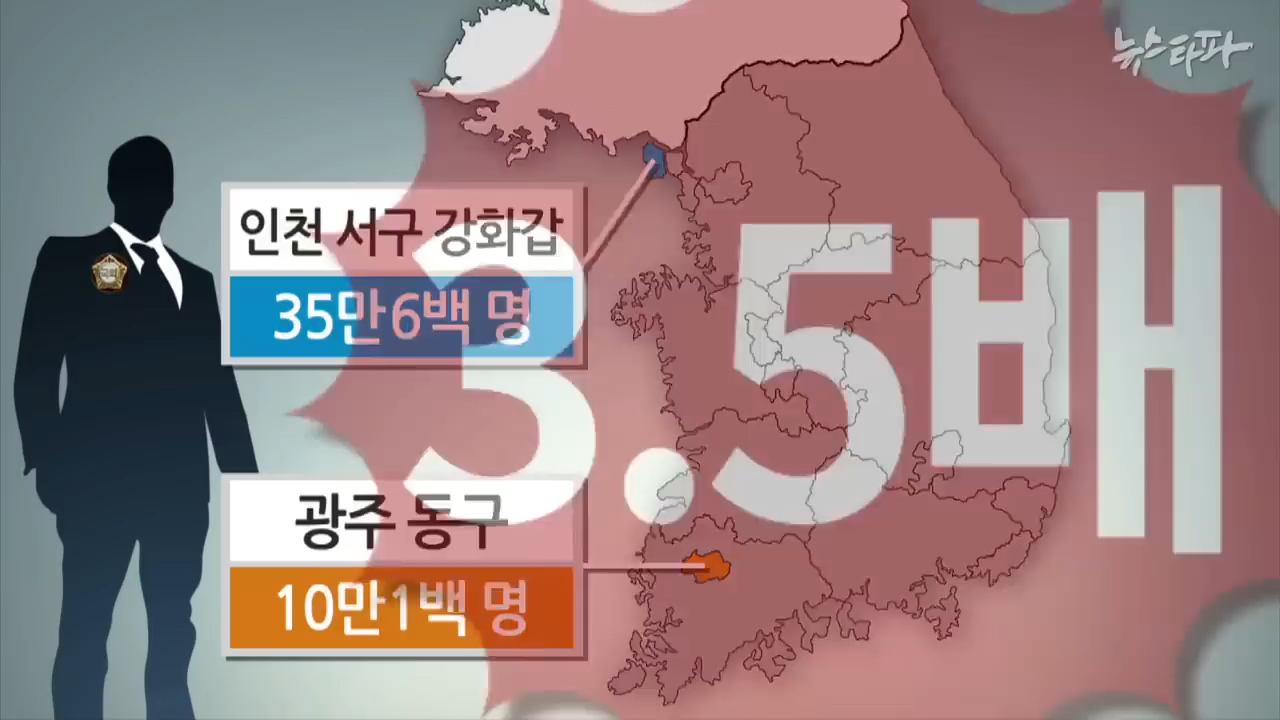 뉴스타파
인천 서구 강화갑
35만 6백 명
3.5배
광주 동구
10만 1백 명